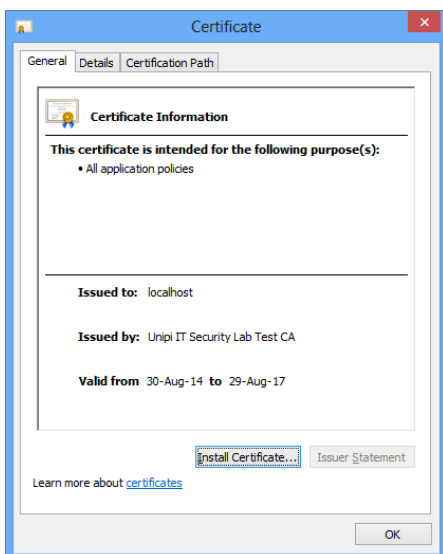 Certificate
General Details Certification Path
Certificate Information
This certificate is intended for the following purpose(s):
• All application policies
Issued to: localhost
Issued by: Unipi IT Security Lab Test CA
Valid from 30-Aug-14 to 29-Aug-17
Install Certificate... Issuer Statement
Learn more about certificates
OK